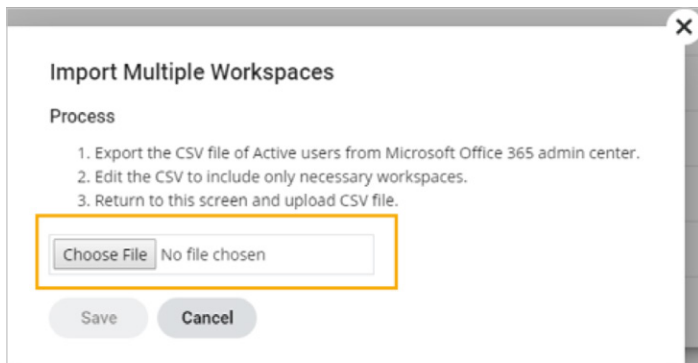 Import Multiple Workspaces
Process
1. Export the CSV file of Active users from Microsoft Office 365 admin center.
2. Edit the CSV to include only necessary workspaces.
3. Return to this screen and upload CSV file.
Choose File No file chosen
Save Cancel